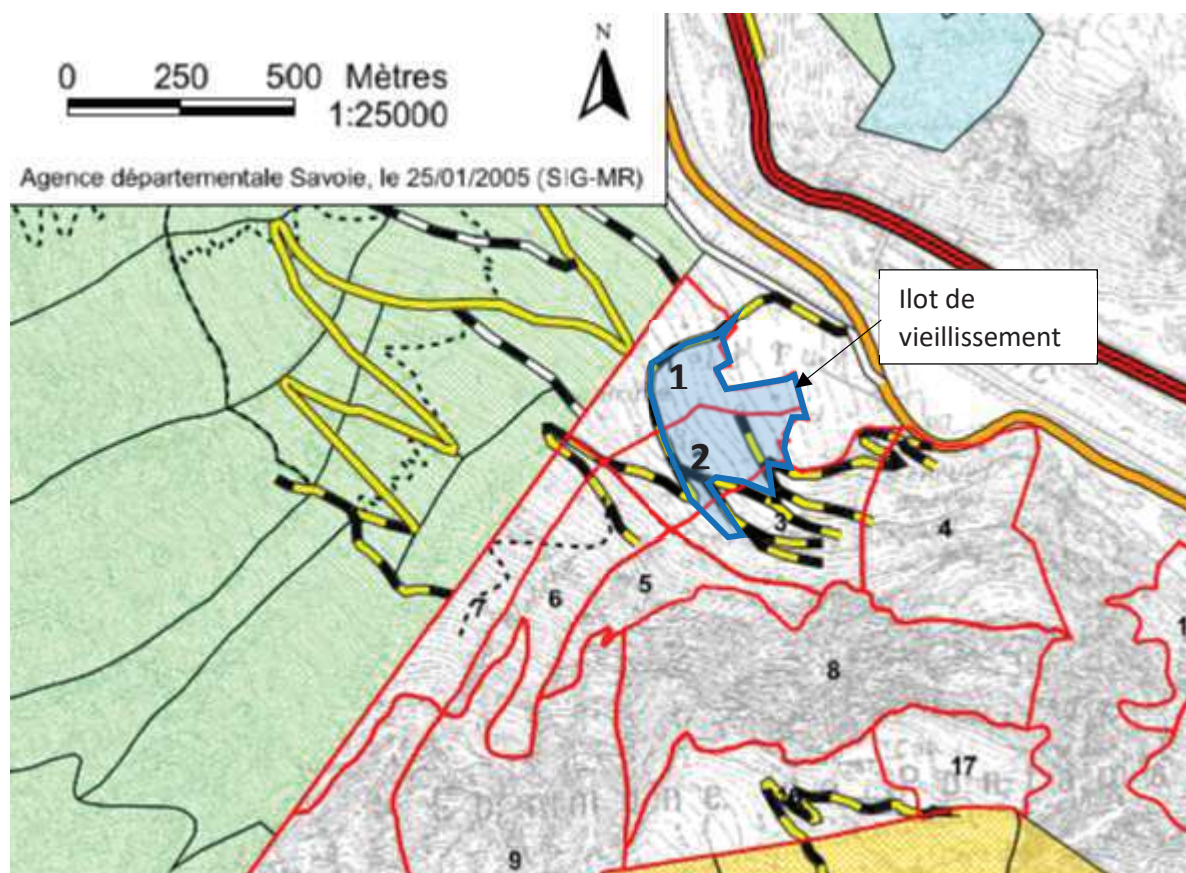 N
0 250 500 Mètres
1:25000
Agence départementale Savoie, le 25/01/2005 (SIG-MR)
Ilot de
vieillissement
1
2
3
4
5
6
7
8
17
9